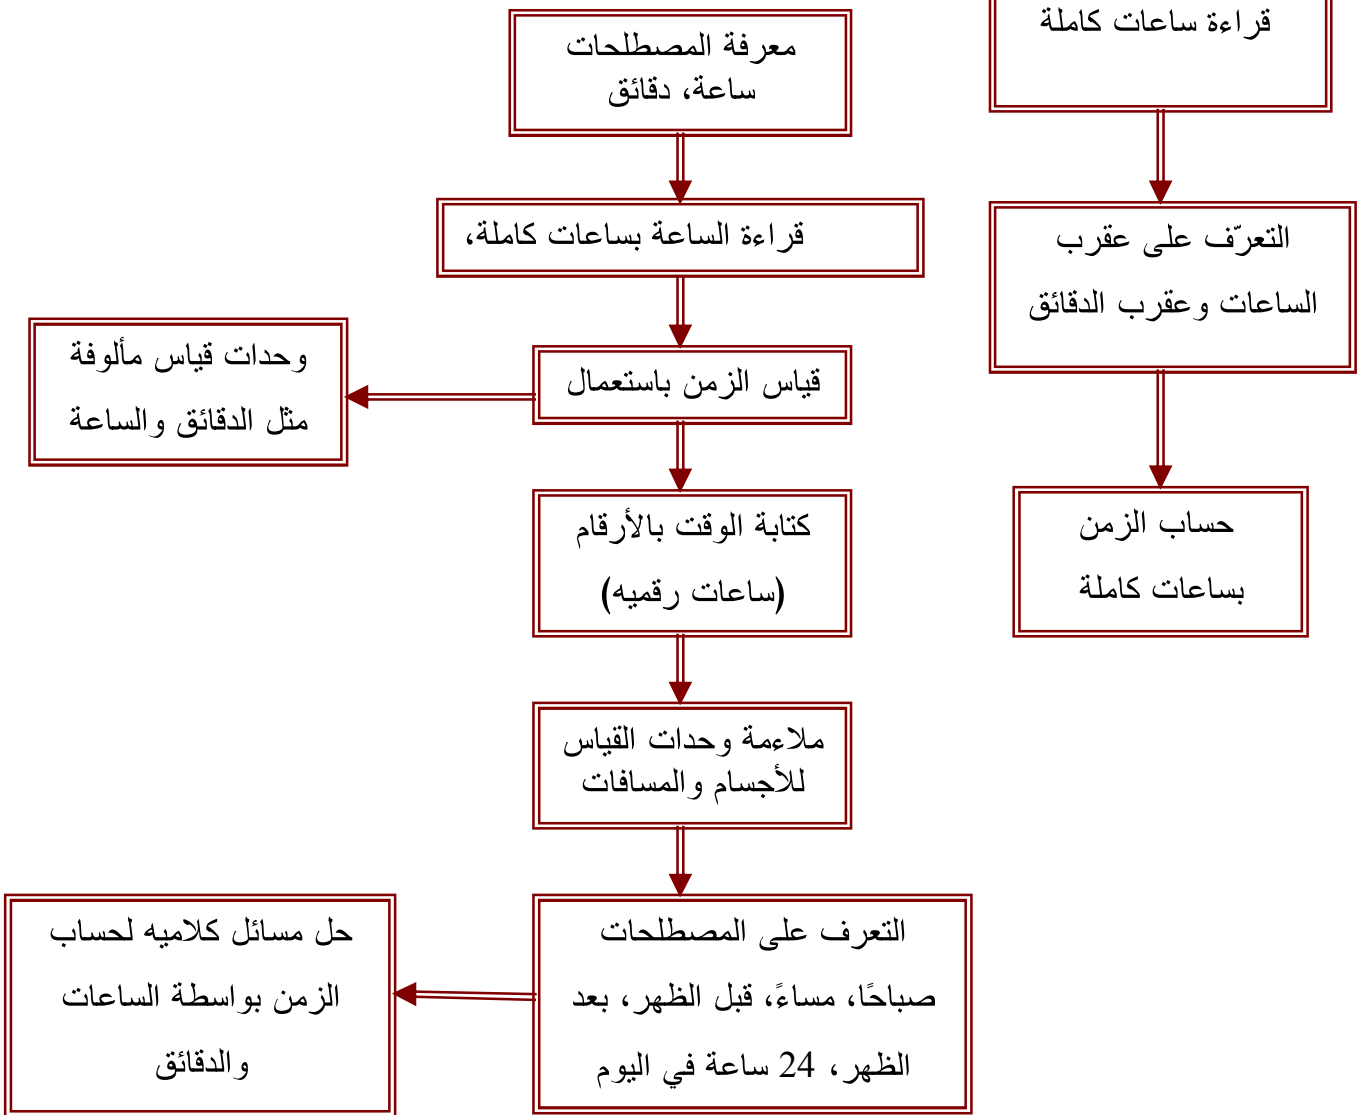 قراءة ساعات كاملة
التعرّف على عقرب
الساعات وعقرب الدقائق
حساب الزمن
بساعات كاملة
معرفة المصطلحات
ساعة، دقائق
قراءة الساعة بساعات كاملة،
قياس الزمن باستعمال
وحدات قياس مألوفة
مثل الدقائق والساعة
كتابة الوقت بالأرقام
(ساعات رقميه)
ملاءمة وحدات القياس
للأجسام والمسافات
التعرف على المصطلحات
صباحًا، مساءً، قبل الظهر، بعد
الظهر، 24 ساعة في اليوم
حل مسائل كلاميه لحساب
الزمن بواسطة الساعات
والدقائق